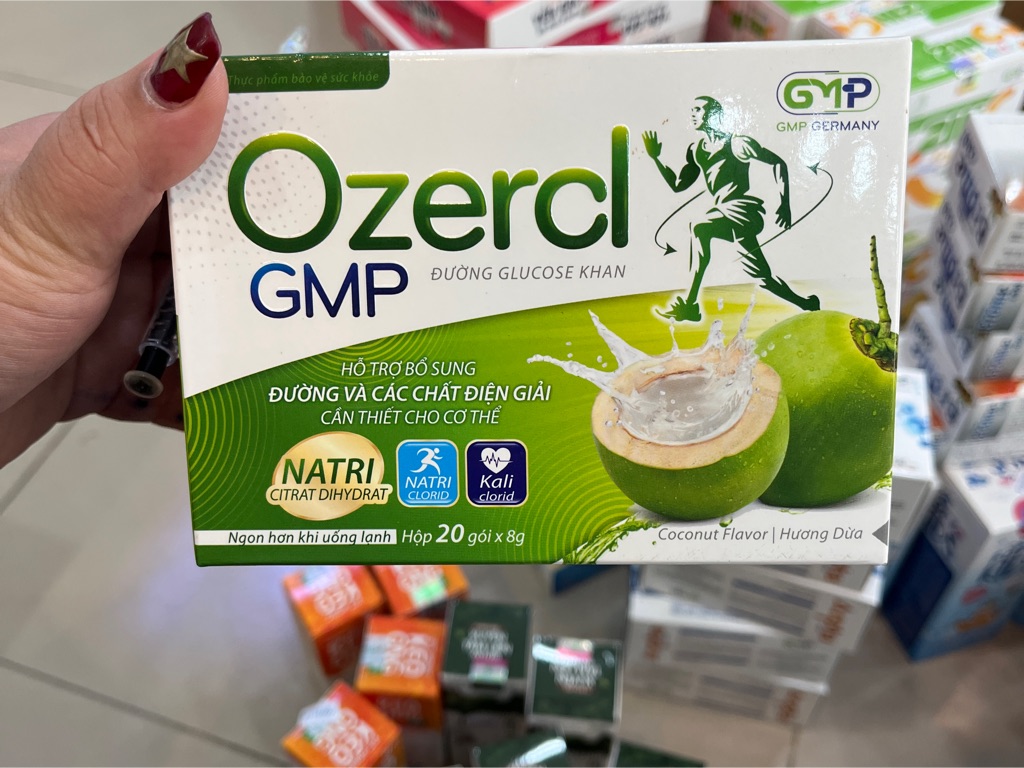 Thực phẩm bảo vệ sức khỏe
GMP
GMP GERMANY
Ozercl
GMP
ĐƯỜNG GLUCOSE KHAN
HỖ TRỢ BỔ SUNG
ĐƯỜNG VÀ CÁC CHẤT ĐIỆN GIẢI
CẦN THIẾT CHO CƠ THỂ
NATRI
CITRAT DIHYDRAT
NATRI
CLORID
Kali
clorid
Ngon hơn khi uống lạnh
Hộp 20 gói x 8g
Coconut Flavor | Hương Dừa